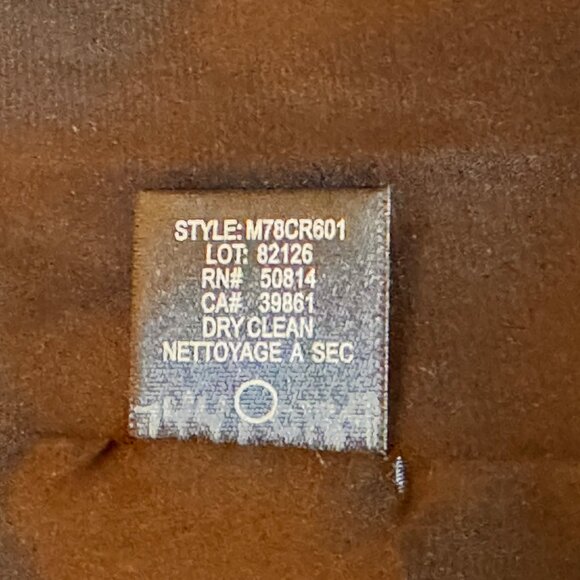 STYLE: M78CR601
LOT: 82126
RN# 50814
CA# 39861
DRY CLEAN
NETTOYAGE A SEC